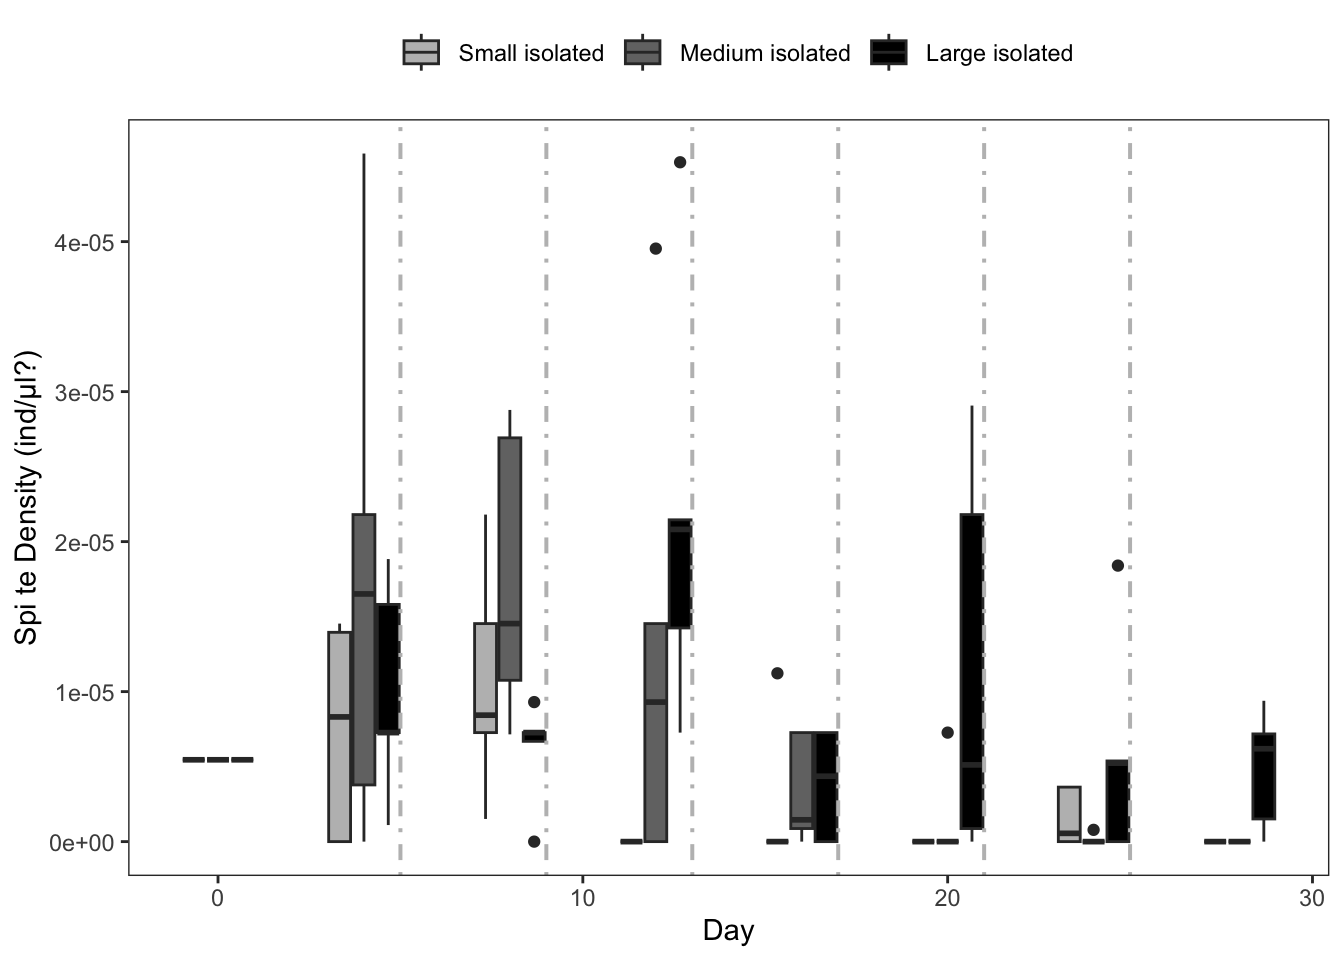 Small isolated Medium isolated Large isolated
Spi te Density (ind/μl?)
4e-05
3e-05
2e-05
1e-05
0e+00
0 10 20 30
Day